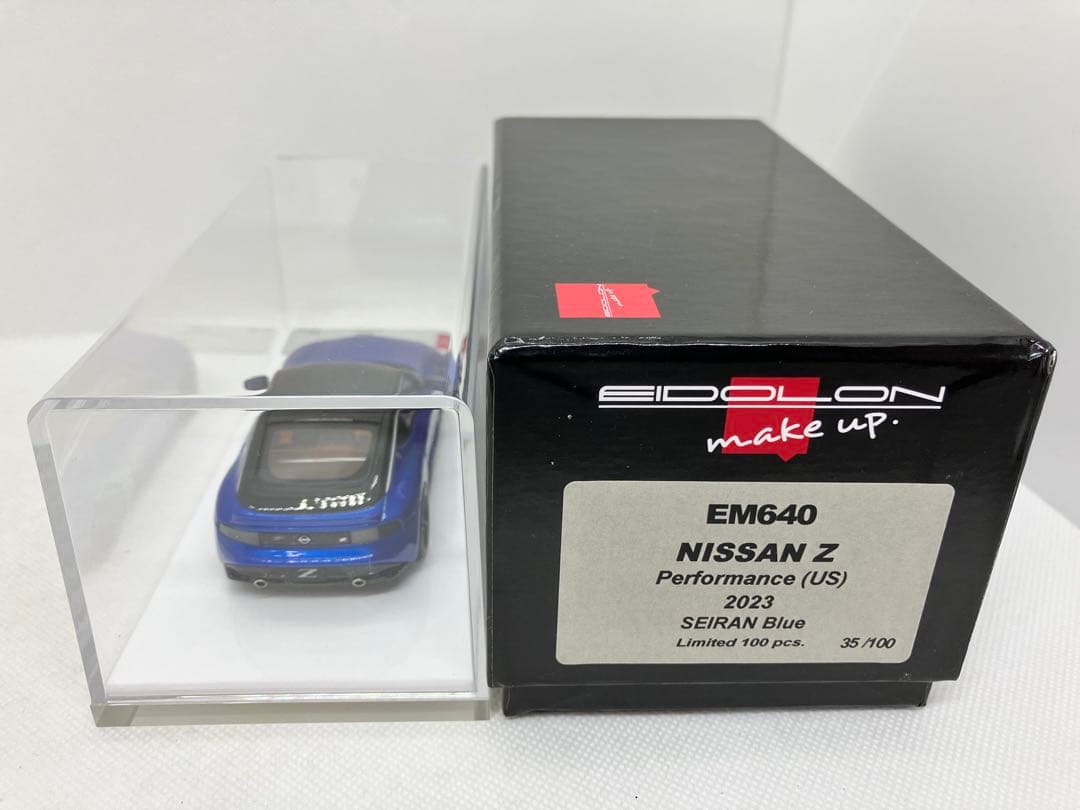 EIDOLON
make up.
EM640
NISSAN Z
Performance (US)
2023
SEIRAN Blue
Limited 100 pcs. 35/100
Z